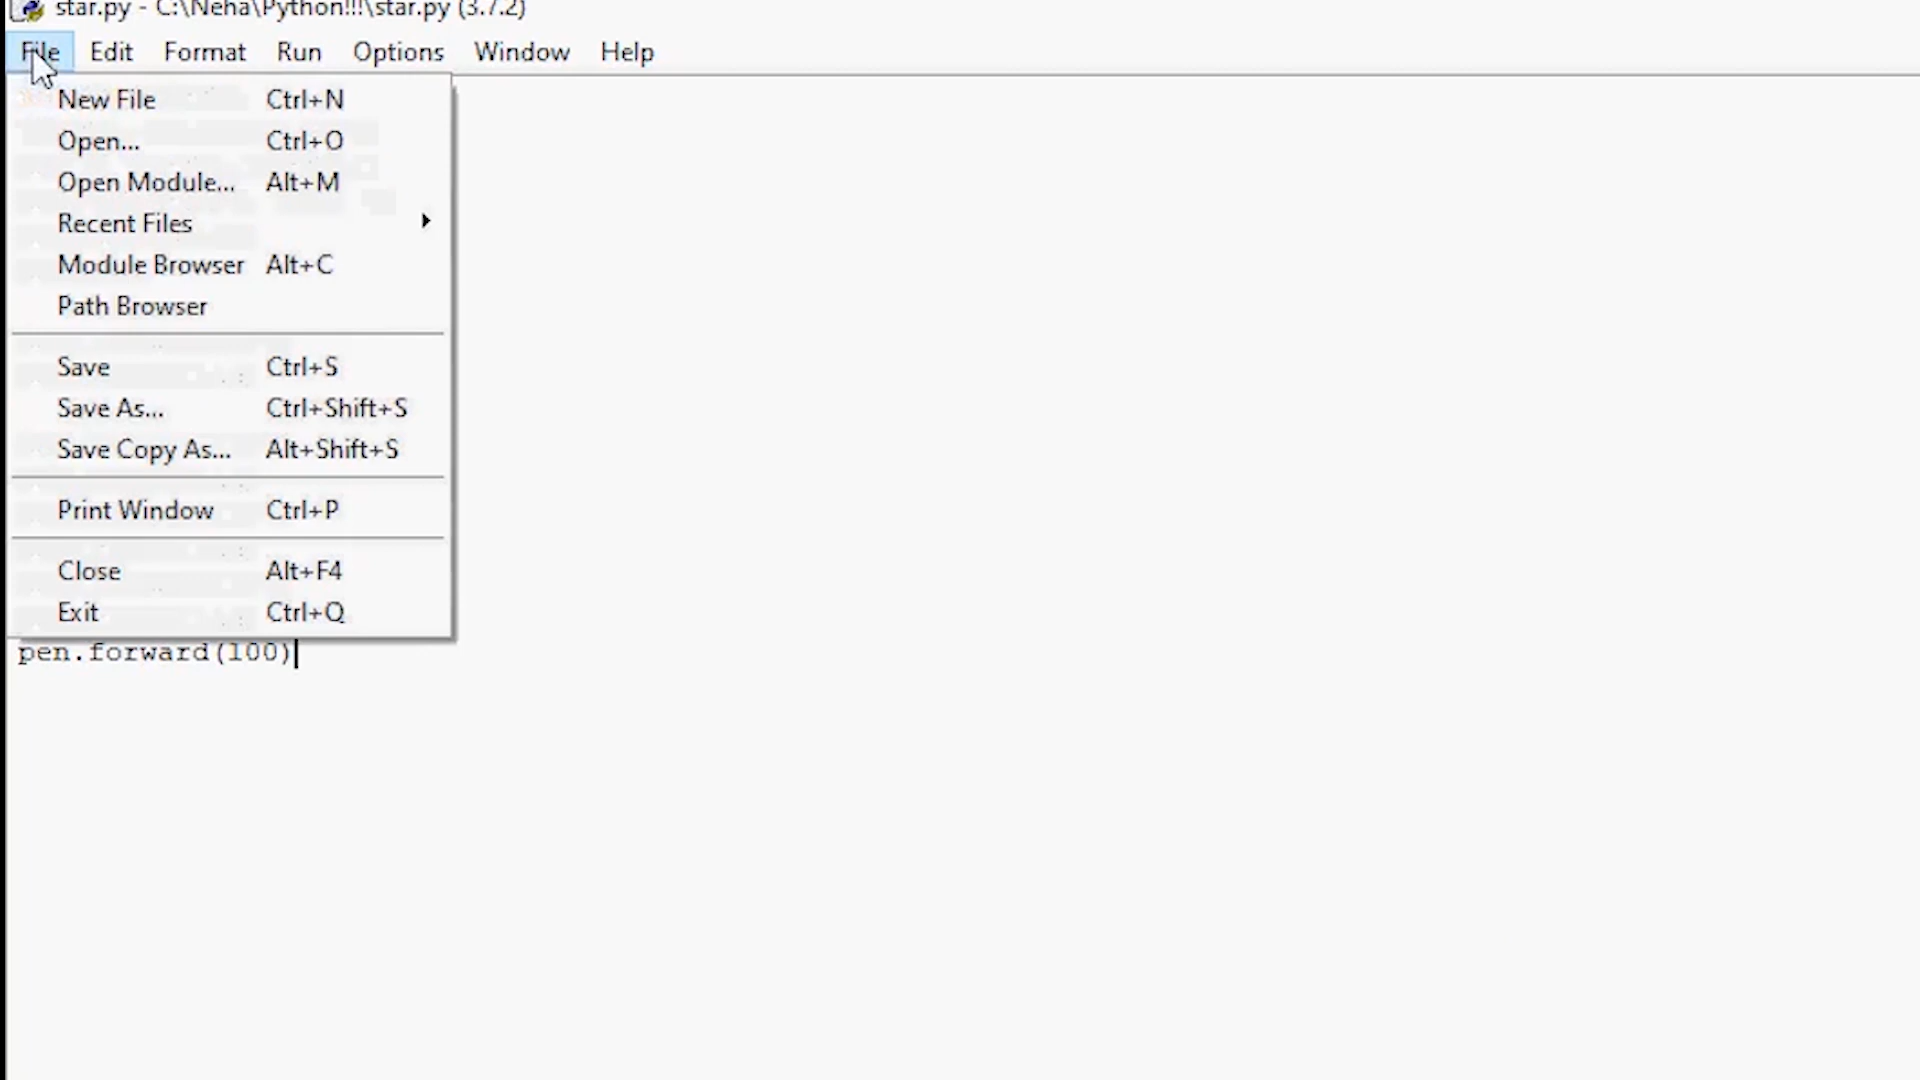 star.py - C:\Neha\Python!!!\star.py (3.7.2)
File Edit Format Run Options Window Help
New File Ctrl+N
Open... Ctrl+O
Open Module... Alt+M
Recent Files
Module Browser Alt+C
Path Browser
Save Ctrl+S
Save As... Ctrl+Shift+S
Save Copy As... Alt+Shift+S
Print Window Ctrl+P
Close Alt+F4
Exit Ctrl+Q
pen.forward(100)